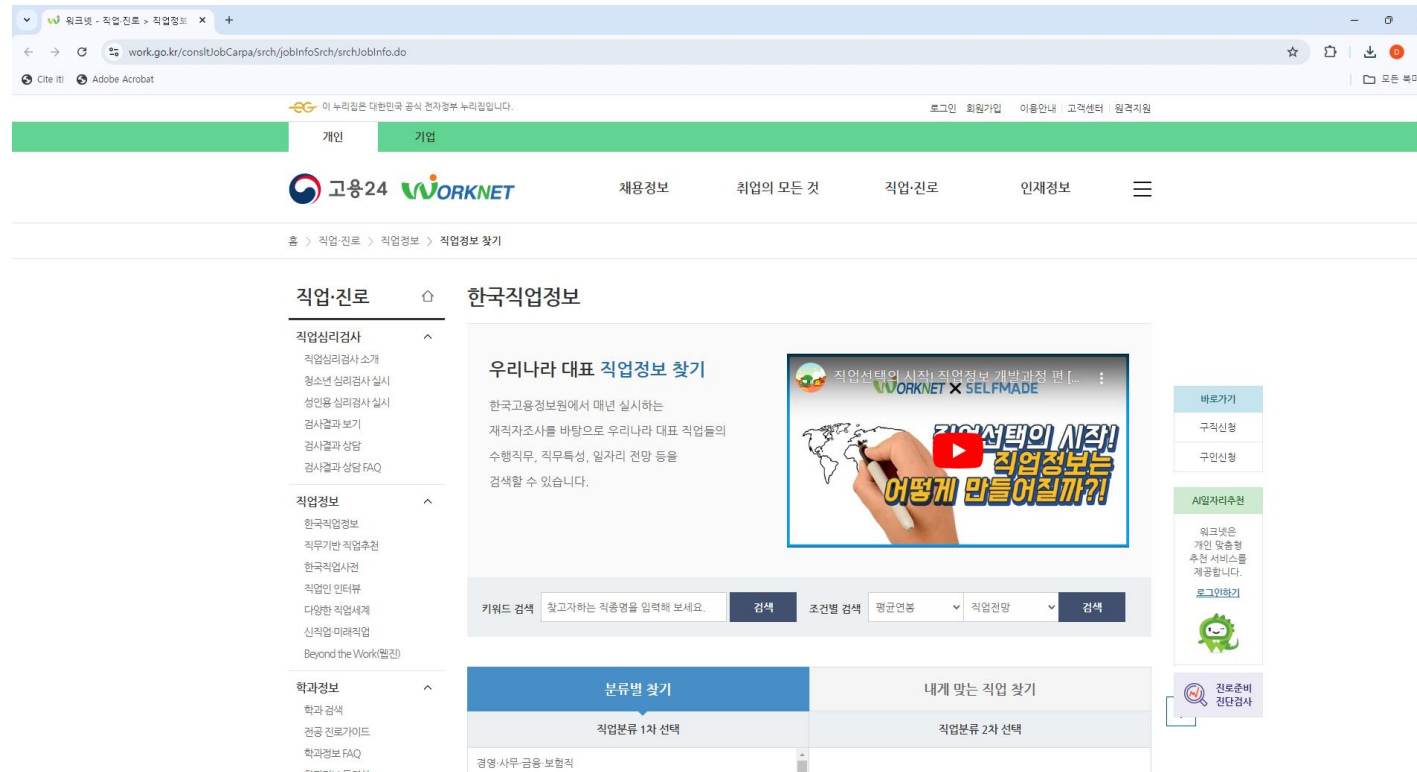 워크넷 - 직업·진로 > 직업정보
work.go.kr/consltJobCarpa/srch/jobInfoSrch/srchJobInfo.do
Cite It!
Adobe Acrobat
모든 북마
이 누리집은 대한민국 공식 전자정부 누리집입니다.
로그인 회원가입 이용안내 고객센터 원격지원
개인 기업
고용24 WORKNET 채용정보 취업의 모든 것 직업·진로 인재정보
홈 > 직업·진로 > 직업정보 > 직업정보 찾기
직업·진로
직업심리검사
직업심리검사 소개
청소년 심리검사 실시
성인용 심리검사 실시
검사결과 보기
검사결과 상담
검사결과 상담 FAQ
직업정보
한국직업정보
직무기반 직업추천
한국직업사전
직업인 인터뷰
다양한 직업세계
신직업·미래직업
Beyond the Work(웹진)
학과정보
학과 검색
전공 진로가이드
학과정보 FAQ
한국직업정보
우리나라 대표 직업정보 찾기
한국고용정보원에서 매년 실시하는
재직자조사를 바탕으로 우리나라 대표 직업들의
수행직무, 직무특성, 일자리 전망 등을
검색할 수 있습니다.
직업선택의 시작! 직업정보 개발과정 편 [...
WORKNET X SELFMADE
직업선택의 시작!
직업정보는
어떻게 만들어질까?!
키워드 검색 찾고자하는 직종명을 입력해 보세요. 검색 조건별 검색 평균연봉 직업전망 검색
분류별 찾기 내게 맞는 직업 찾기
직업분류 1차 선택 직업분류 2차 선택
경영·사무·금융·보험직
바로가기
구직신청
구인신청
AI일자리추천
워크넷은
개인 맞춤형
추천 서비스를
제공합니다.
로그인하기
진로준비
진단검사